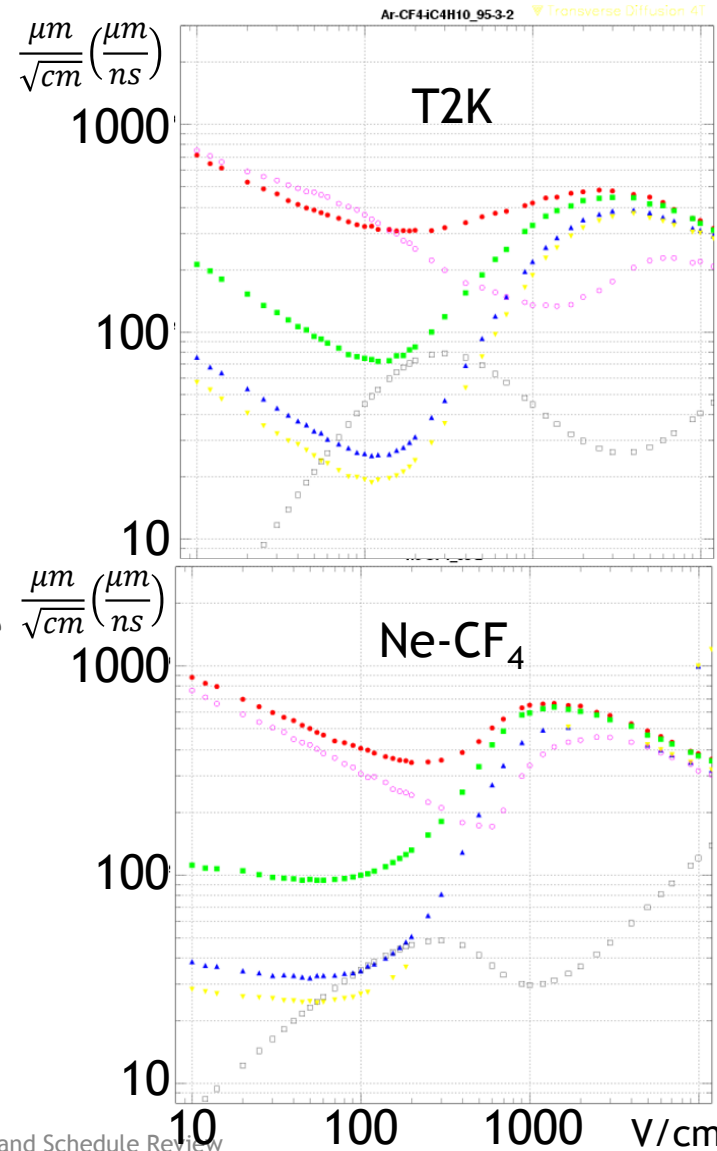 Ar-CF4-iC4H10_95-3-2
▼ Transverse Diffusion 4T
μm/√cm (μm/ns)
T2K
1000
100
10
μm/√cm (μm/ns)
Ne-CF₄
1000
100
10
10 100 1000 V/cm
and Schedule Review